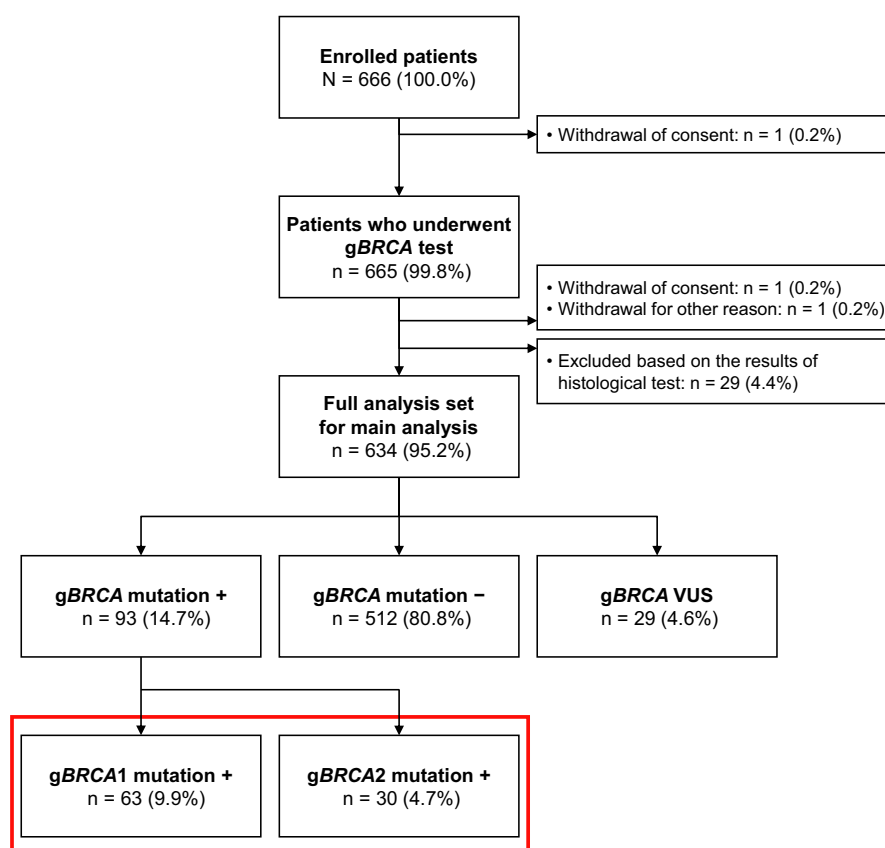 Enrolled patients
N = 666 (100.0%)
• Withdrawal of consent: n = 1 (0.2%)
Patients who underwent
gBRCA test
n = 665 (99.8%)
• Withdrawal of consent: n = 1 (0.2%)
• Withdrawal for other reason: n = 1 (0.2%)
• Excluded based on the results of
histological test: n = 29 (4.4%)
Full analysis set
for main analysis
n = 634 (95.2%)
gBRCA mutation +
n = 93 (14.7%)
gBRCA mutation −
n = 512 (80.8%)
gBRCA VUS
n = 29 (4.6%)
gBRCA1 mutation +
n = 63 (9.9%)
gBRCA2 mutation +
n = 30 (4.7%)